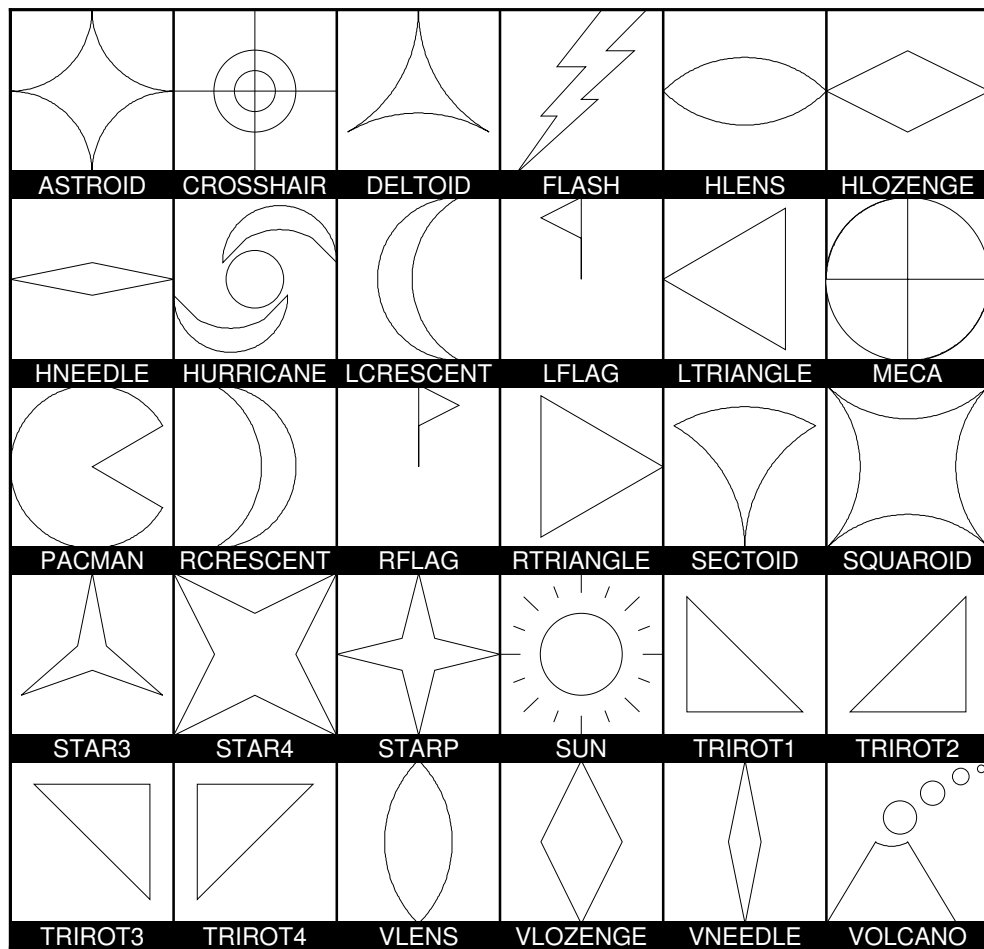 ASTROID CROSSHAIR DELTOID FLASH HLENS HLOZENGE
HNEEDLE HURRICANE LCRESCENT LFLAG LTRIANGLE MECA
PACMAN RCRESCENT RFLAG RTRIANGLE SECTOID SQUAROID
STAR3 STAR4 STARP SUN TRIROT1 TRIROT2
TRIROT3 TRIROT4 VLENS VLOZENGE VNEEDLE VOLCANO